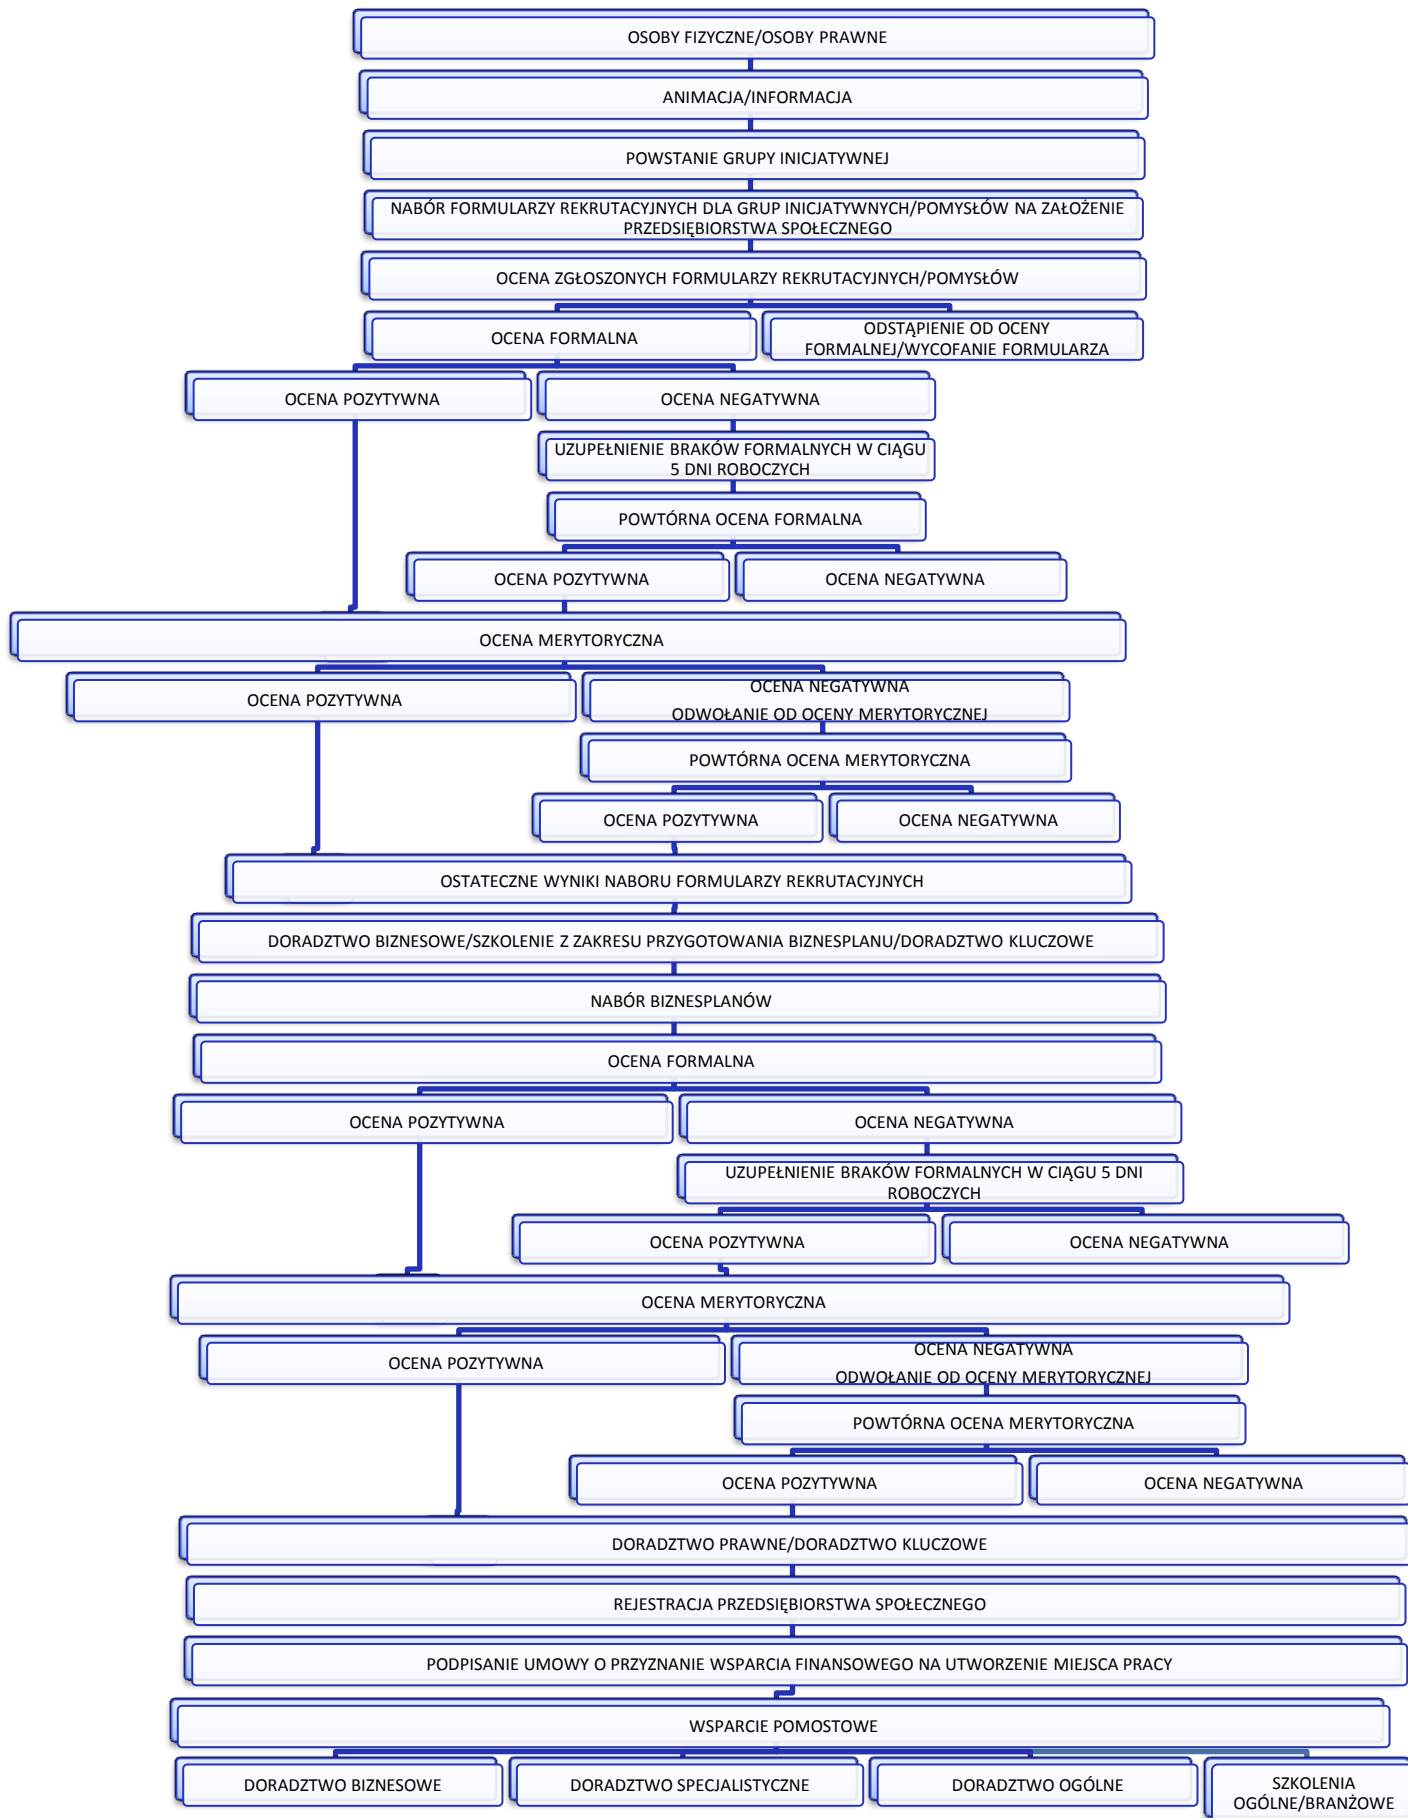 OSOBY FIZYCZNE/OSOBY PRAWNE
ANIMACJA/INFORMACJA
POWSTANIE GRUPY INICJATYWNEJ
NABÓR FORMULARZY REKRUTACYJNYCH DLA GRUP INICJATYWNYCH/POMYSŁÓW NA ZAŁOŻENIE
PRZEDSIĘBIORSTWA SPOŁECZNEGO
OCENA ZGŁOSZONYCH FORMULARZY REKRUTACYJNYCH/POMYSŁÓW
OCENA FORMALNA
ODSTĄPIENIE OD OCENY
FORMALNEJ/WYCOFANIE FORMULARZA
OCENA POZYTYWNA
OCENA NEGATYWNA
UZUPEŁNIENIE BRAKÓW FORMALNYCH W CIĄGU
5 DNI ROBOCZYCH
POWTÓRNA OCENA FORMALNA
OCENA POZYTYWNA
OCENA NEGATYWNA
OCENA MERYTORYCZNA
OCENA POZYTYWNA
OCENA NEGATYWNA
ODWOŁANIE OD OCENY MERYTORYCZNEJ
POWTÓRNA OCENA MERYTORYCZNA
OCENA POZYTYWNA
OCENA NEGATYWNA
OSTATECZNE WYNIKI NABORU FORMULARZY REKRUTACYJNYCH
DORADZTWO BIZNESOWE/SZKOLENIE Z ZAKRESU PRZYGOTOWANIA BIZNESPLANU/DORADZTWO KLUCZOWE
NABÓR BIZNESPLANÓW
OCENA FORMALNA
OCENA POZYTYWNA
OCENA NEGATYWNA
UZUPEŁNIENIE BRAKÓW FORMALNYCH W CIĄGU 5 DNI
ROBOCZYCH
OCENA POZYTYWNA
OCENA NEGATYWNA
OCENA MERYTORYCZNA
OCENA POZYTYWNA
OCENA NEGATYWNA
ODWOŁANIE OD OCENY MERYTORYCZNEJ
POWTÓRNA OCENA MERYTORYCZNA
OCENA POZYTYWNA
OCENA NEGATYWNA
DORADZTWO PRAWNE/DORADZTWO KLUCZOWE
REJESTRACJA PRZEDSIĘBIORSTWA SPOŁECZNEGO
PODPISANIE UMOWY O PRZYZNANIE WSPARCIA FINANSOWEGO NA UTWORZENIE MIEJSCA PRACY
WSPARCIE POMOSTOWE
DORADZTWO BIZNESOWE
DORADZTWO SPECJALISTYCZNE
DORADZTWO OGÓLNE
SZKOLENIA
OGÓLNE/BRANŻOWE